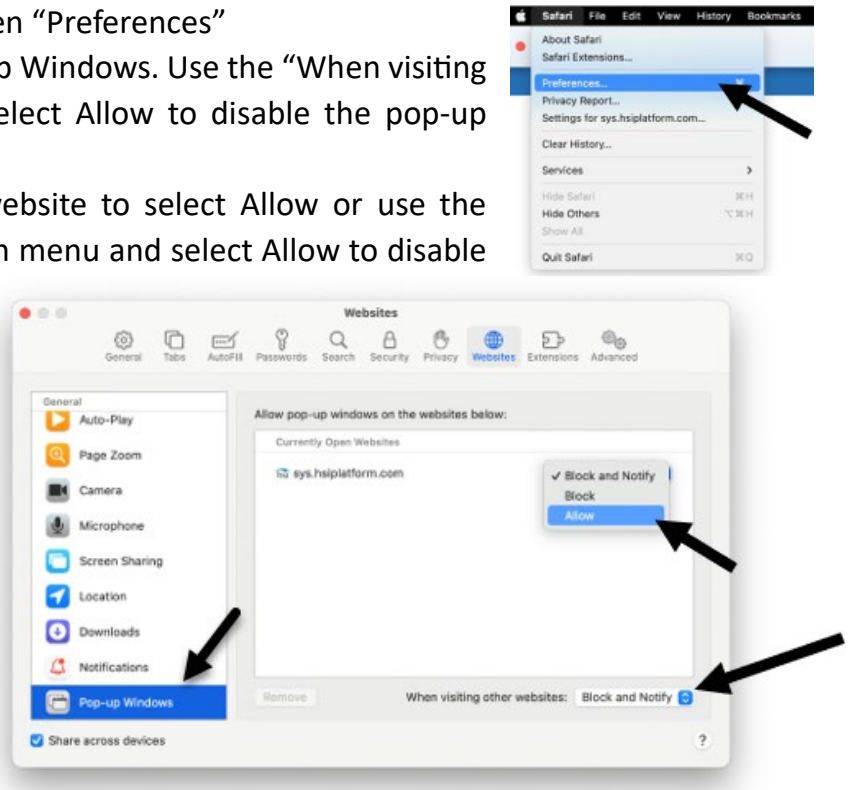 en “Preferences”
p Windows. Use the “When visiting
elect Allow to disable the pop-up
ebsite to select Allow or use the
n menu and select Allow to disable
Safari File Edit View History Bookmarks
About Safari
Safari Extensions...
Preferences...
Privacy Report...
Settings for sys.hsiplatform.com...
Clear History...
Services
Hide Safari ⌘H
Hide Others ⌥⌘H
Show All
Quit Safari ⌘Q
Websites
General Tabs AutoFill Passwords Search Security Privacy Websites Extensions Advanced
General
Auto-Play
Page Zoom
Camera
Microphone
Screen Sharing
Location
Downloads
Notifications
Pop-up Windows
Allow pop-up windows on the websites below:
Currently Open Websites
sys.hsiplatform.com
✓ Block and Notify
Block
Allow
Remove
When visiting other websites: Block and Notify
Share across devices
?